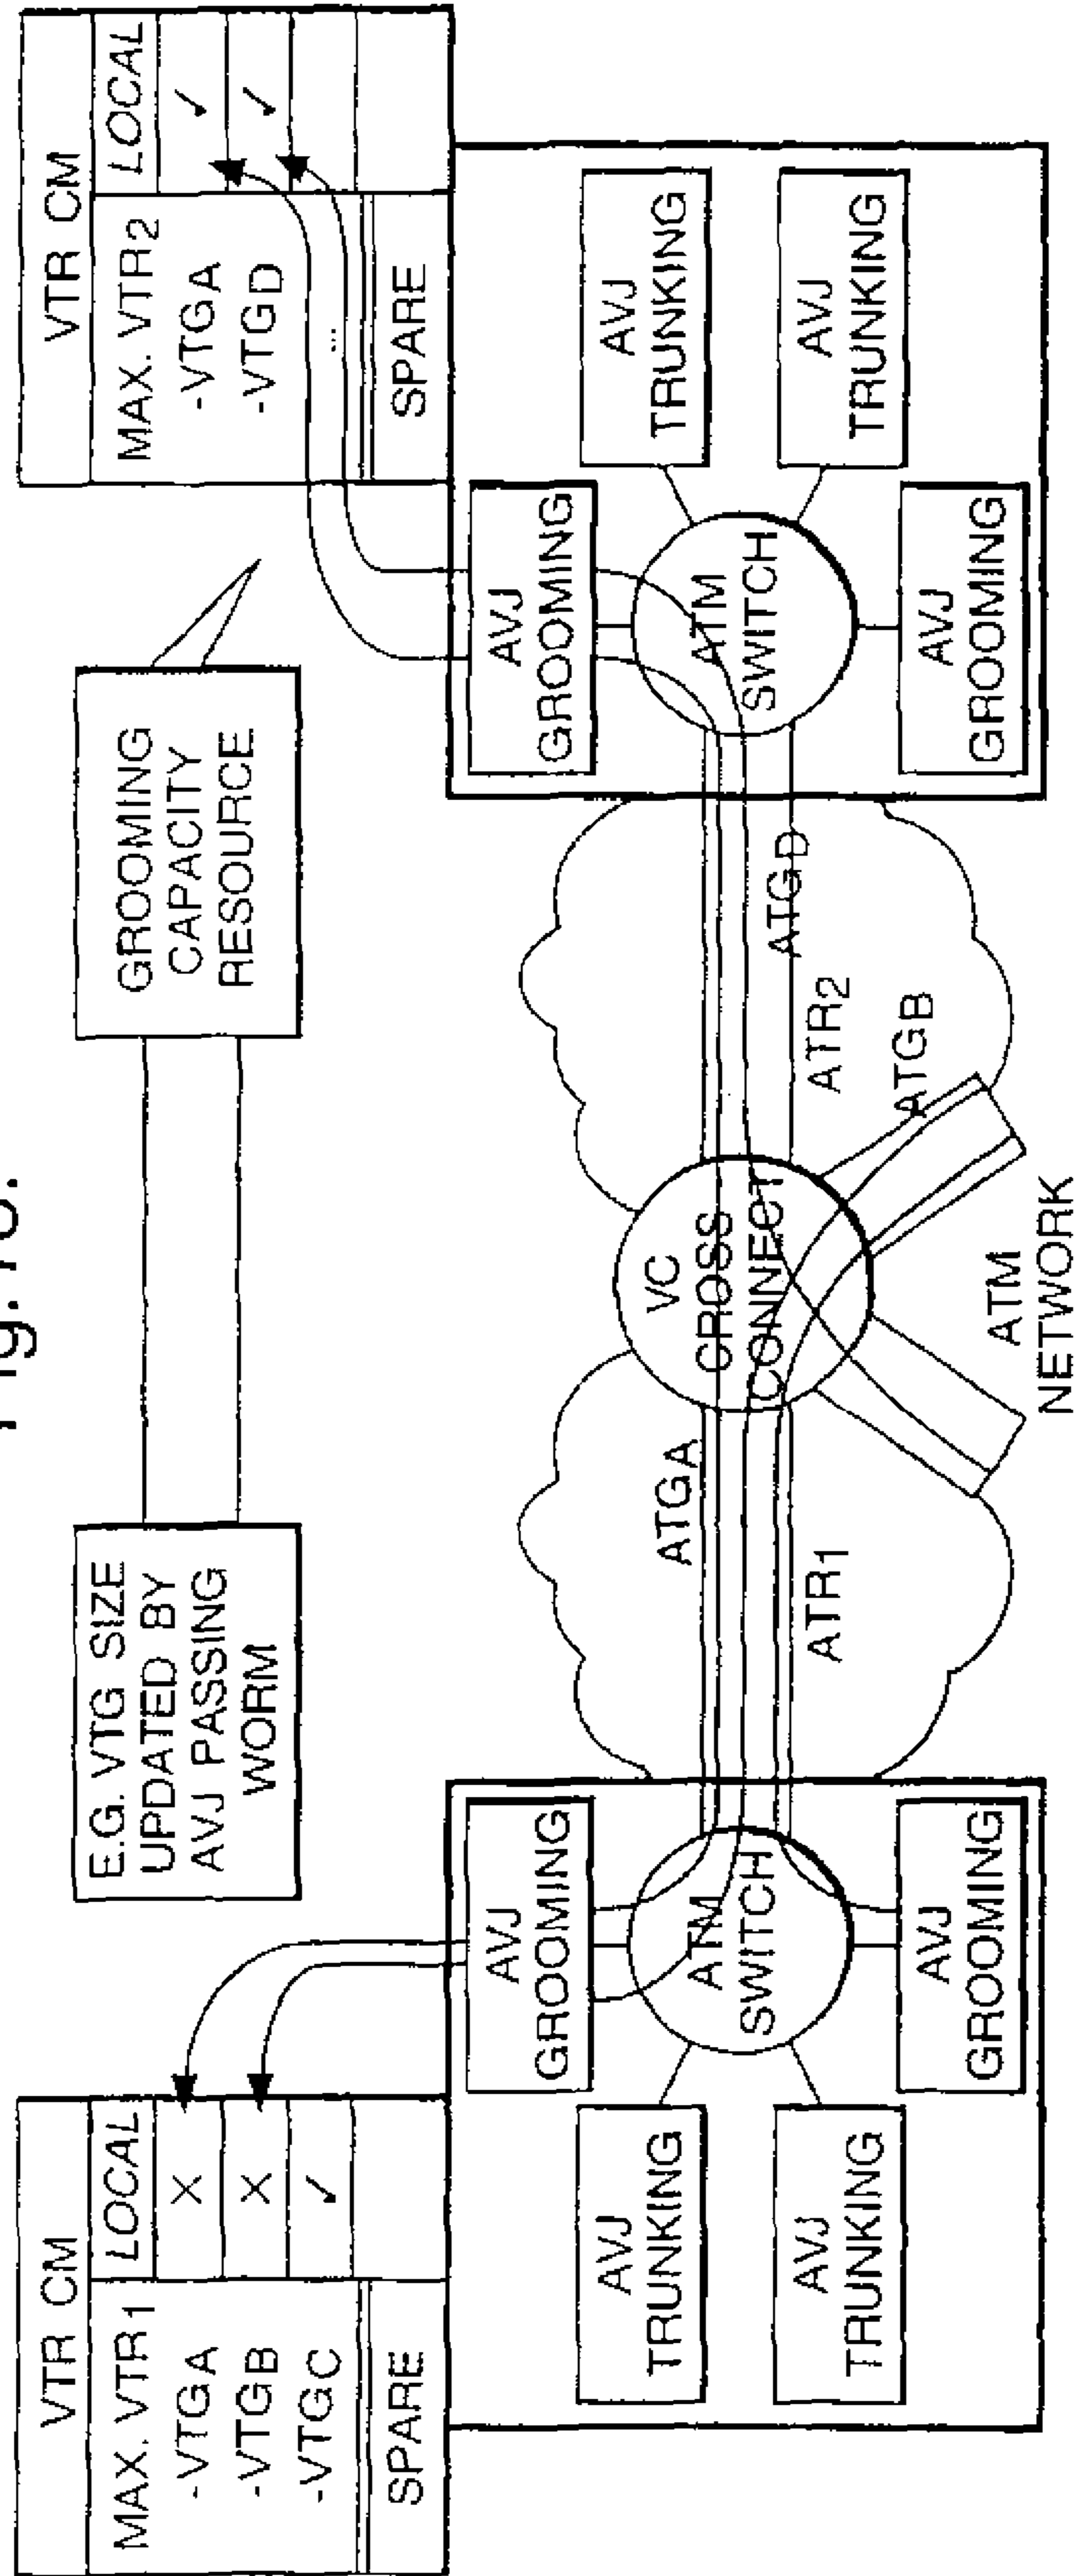 VTR CM
MAX. VTR1
LOCAL
-VTGA
X
-VTGB
X
-VTGC
✓
SPARE
E.G. VTG SIZE
UPDATED BY
AVJ PASSING
WORM
GROOMING
CAPACITY
RESOURCE
VTR CM
MAX. VTR2
LOCAL
-VTGA
✓
-VTGD
✓
...
SPARE
AVJ
TRUNKING
AVJ
TRUNKING
AVJ
GROOMING
ATM
SWITCH
AVJ
GROOMING
ATGA
ATR1
VC
CROSS
CONNECT
ATGD
ATR2
ATGB
ATM
NETWORK
AVJ
GROOMING
ATM
SWITCH
AVJ
GROOMING
AVJ
TRUNKING
AVJ
TRUNKING